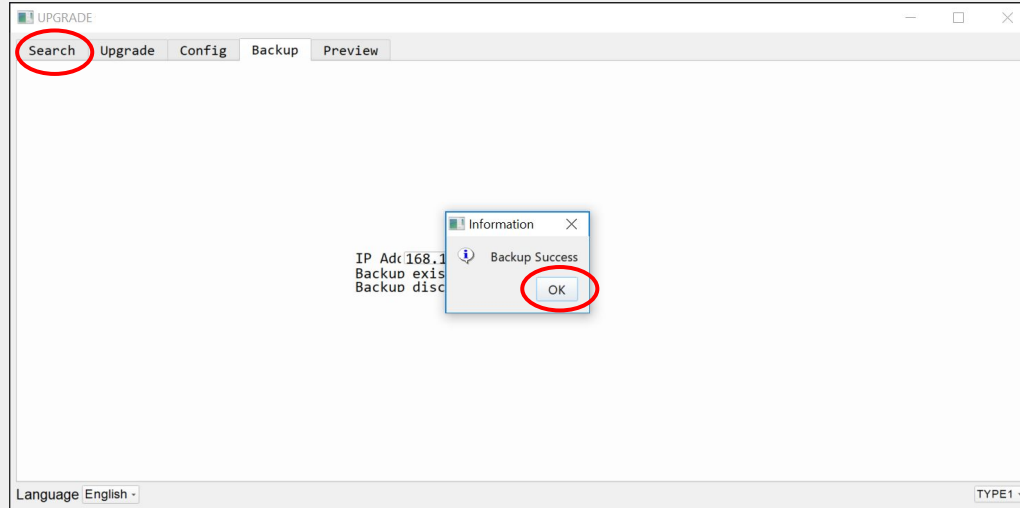 UPGRADE
Search Upgrade Config Backup Preview
Information
Backup Success
IP Ad 168.1
Backup exis
Backup disc
OK
Language English
TYPE1